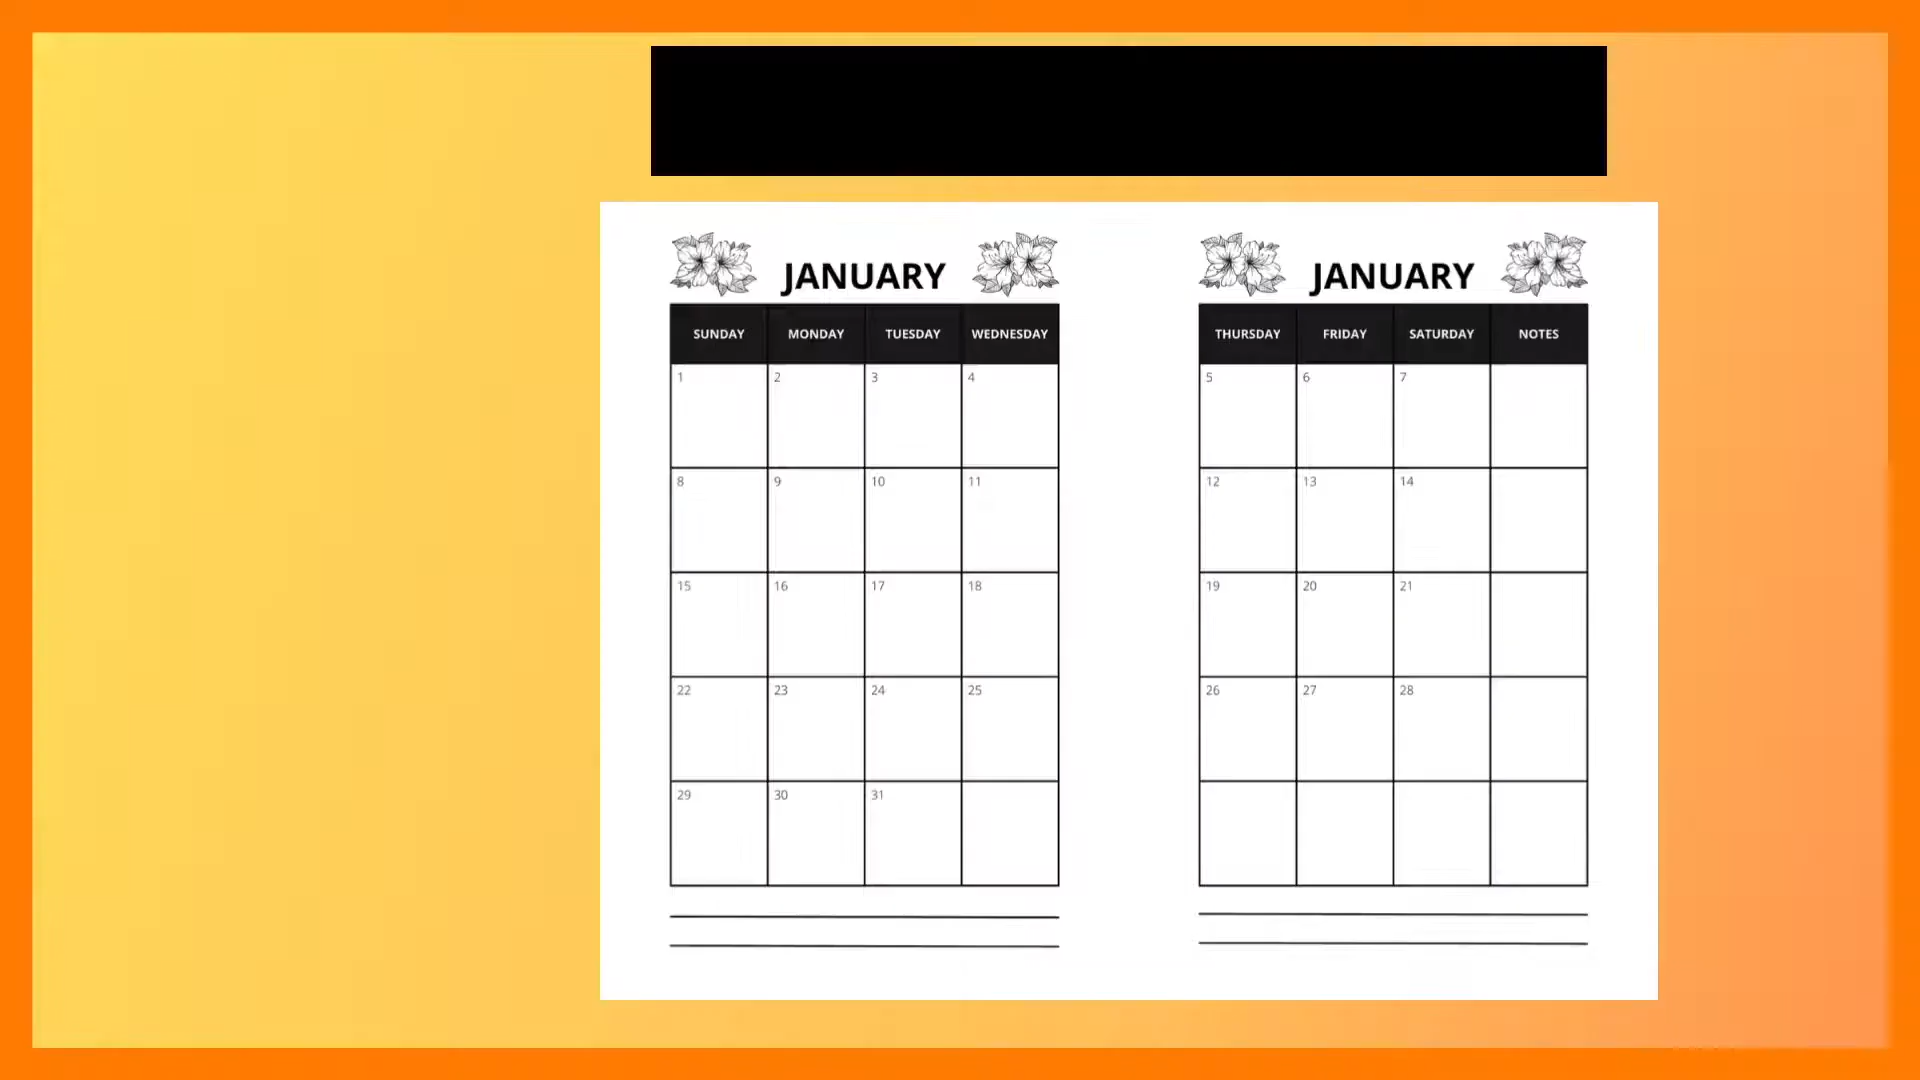 JANUARY
SUNDAY MONDAY TUESDAY WEDNESDAY
1 2 3 4
8 9 10 11
15 16 17 18
22 23 24 25
29 30 31
JANUARY
THURSDAY FRIDAY SATURDAY NOTES
5 6 7
12 13 14
19 20 21
26 27 28